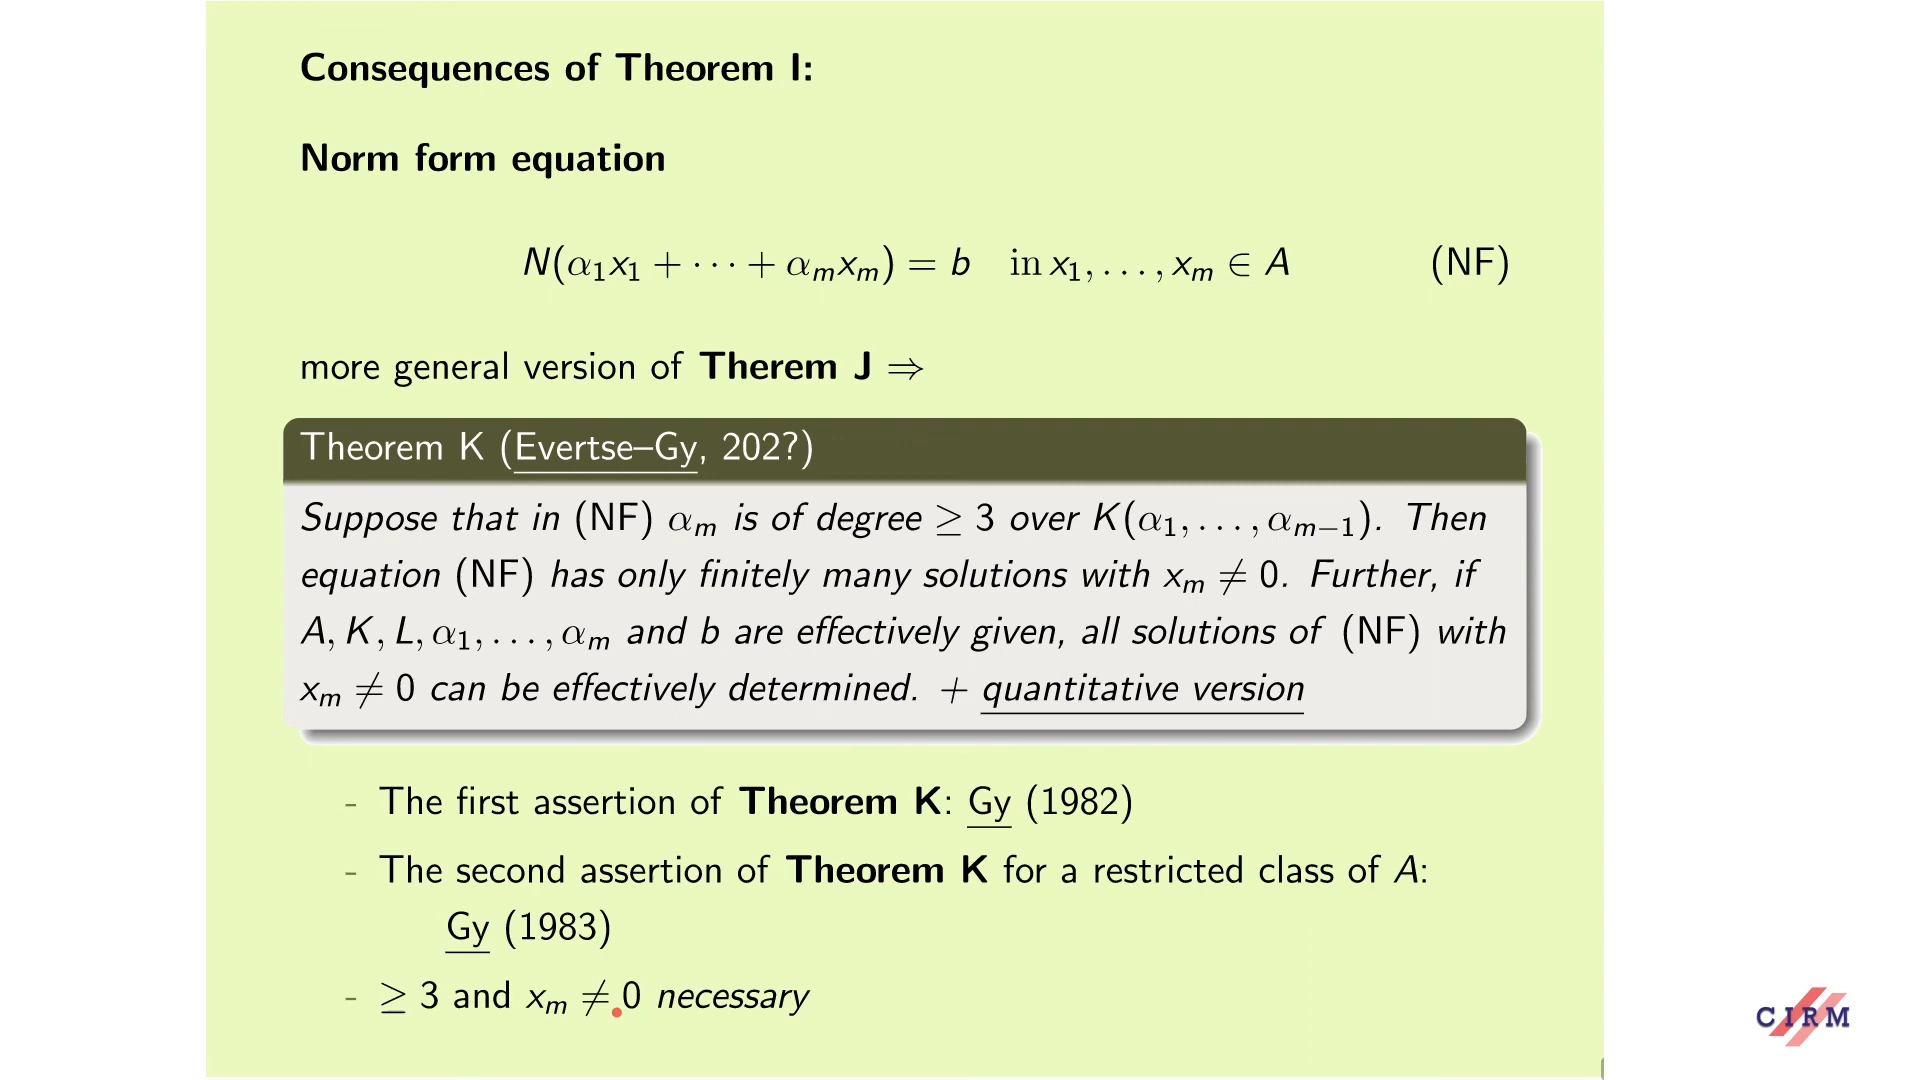 Consequences of Theorem I:
Norm form equation
N(α₁x₁ + · · · + αₘxₘ) = b in x₁, . . . , xₘ ∈ A (NF)
more general version of Therem J ⇒
Theorem K (Evertse–Gy, 202?)
Suppose that in (NF) αₘ is of degree ≥ 3 over K(α₁, . . . , αₘ₋₁). Then
equation (NF) has only finitely many solutions with xₘ ≠ 0. Further, if
A, K, L, α₁, . . . , αₘ and b are effectively given, all solutions of (NF) with
xₘ ≠ 0 can be effectively determined. + quantitative version
- The first assertion of Theorem K: Gy (1982)
- The second assertion of Theorem K for a restricted class of A:
Gy (1983)
- ≥ 3 and xₘ ≠ 0 necessary
CIRM